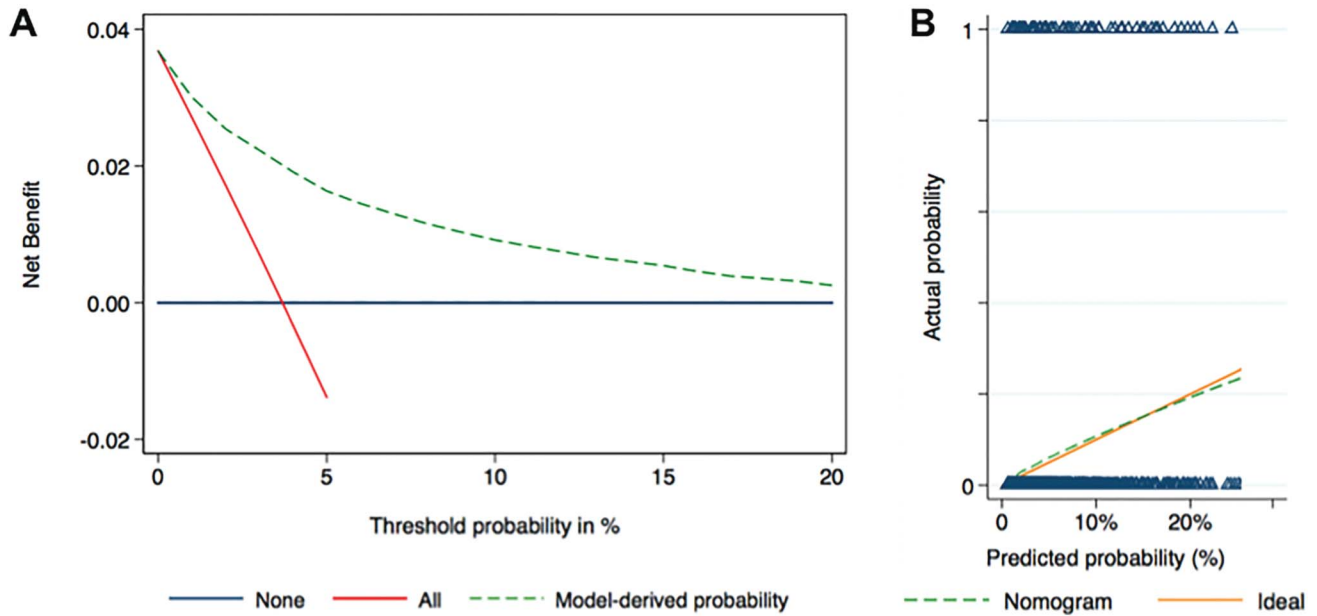 A
0.04
0.02
0.00
-0.02
Net Benefit
0
5
10
15
20
Threshold probability in %
None
All
Model-derived probability
B
1
0
Actual probability
0
10%
20%
Predicted probability (%)
Nomogram
Ideal